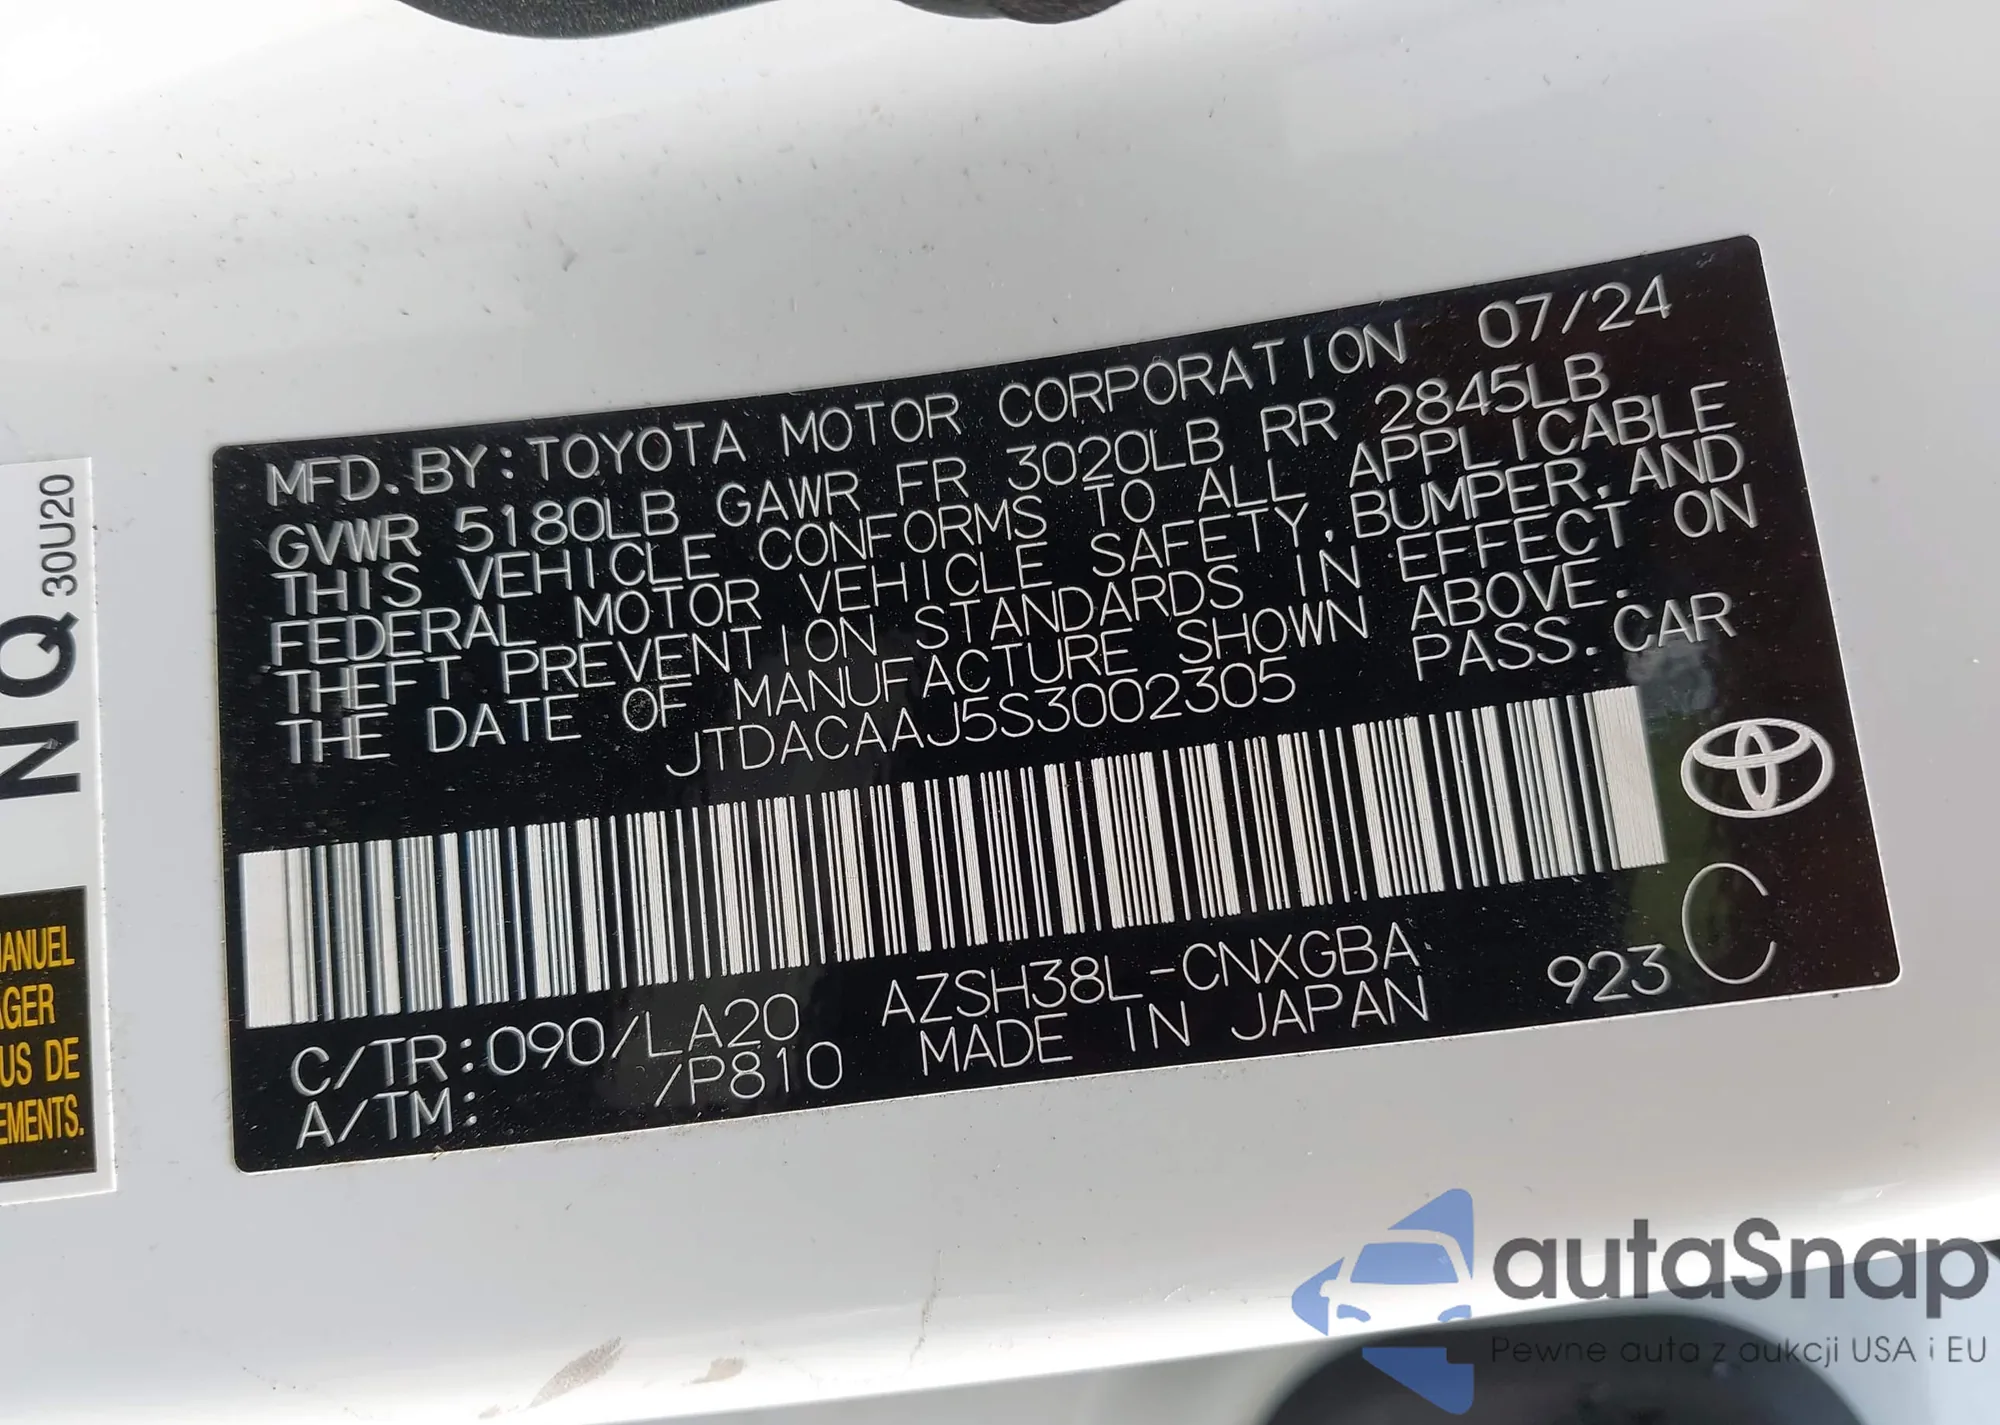 MFD.BY:TOYOTA MOTOR CORPORATION 07/24
GVWR 5180LB GAWR FR 3020LB RR 2845LB
THIS VEHICLE CONFORMS TO ALL APPLICABLE
FEDERAL MOTOR VEHICLE SAFETY,BUMPER,AND
THEFT PREVENTION STANDARDS IN EFFECT ON
THE DATE OF MANUFACTURE SHOWN ABOVE.
JTDACAAJ5S3002305 PASS.CAR
C/TR:090/LA20 AZSH38L-CNXGBA 923 C
A/TM: /P810 MADE IN JAPAN
NQ 30U20
MANUEL
AGER
US DE
EMENTS.
autaSnap
Pewne auta z aukcji USA i EU